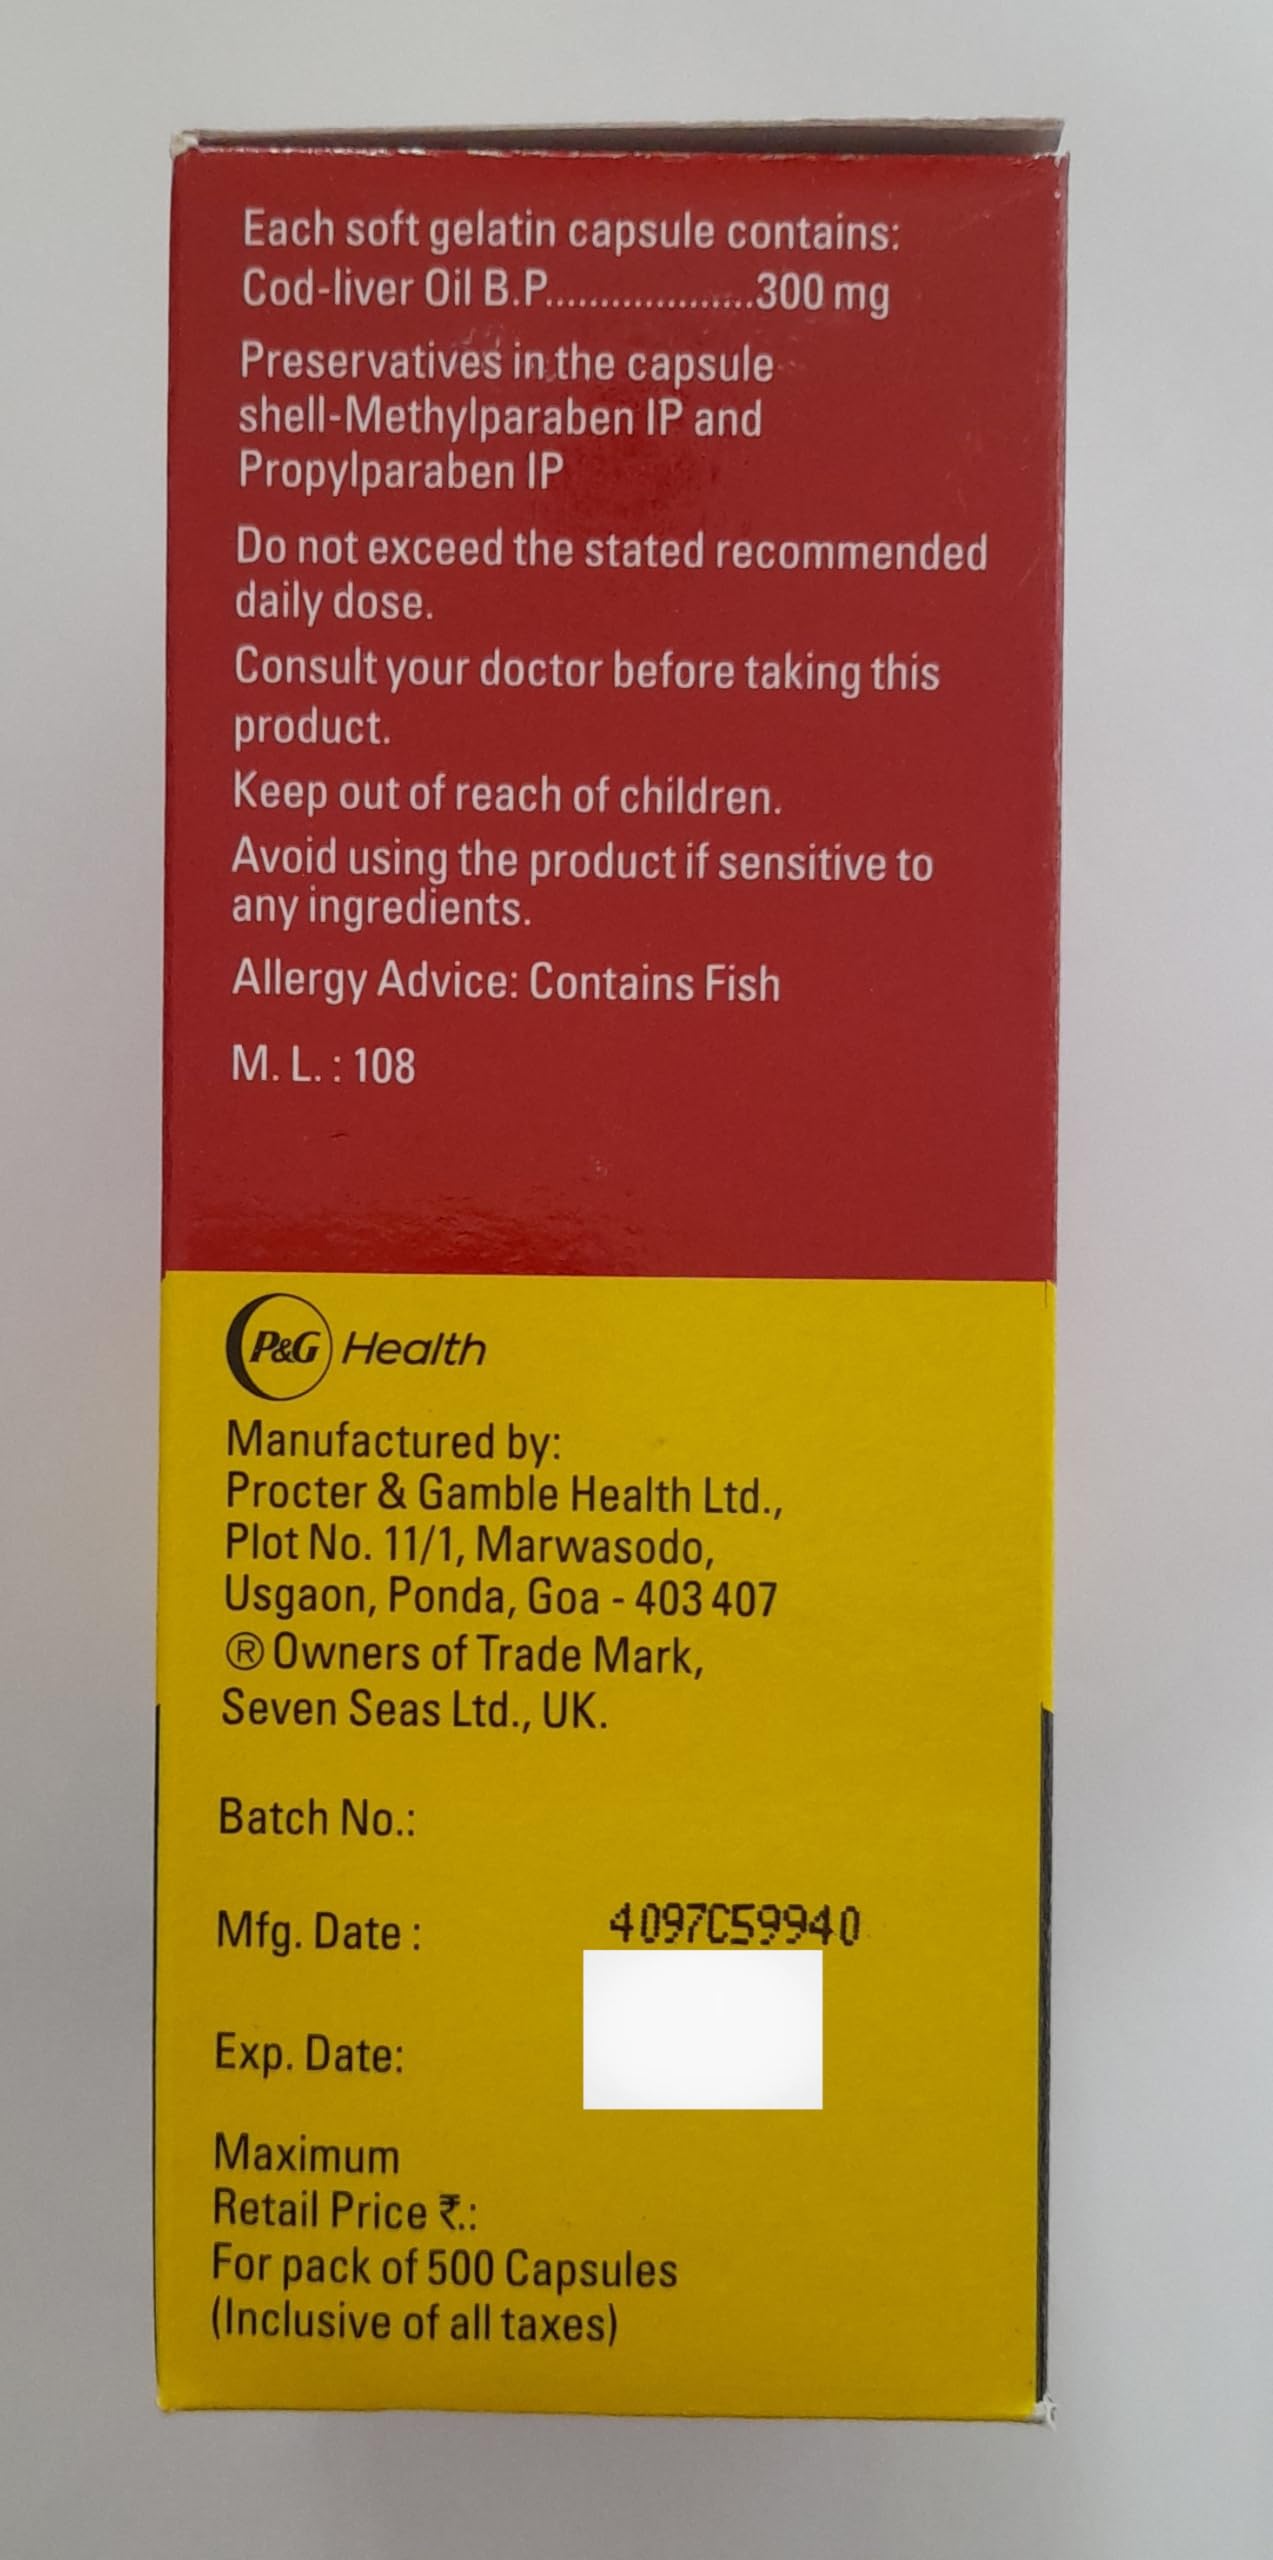 Each soft gelatin capsule contains:
Cod-liver Oil B.P...................300 mg
Preservatives in the capsule
shell-Methylparaben IP and
Propylparaben IP
Do not exceed the stated recommended
daily dose.
Consult your doctor before taking this
product.
Keep out of reach of children.
Avoid using the product if sensitive to
any ingredients.
Allergy Advice: Contains Fish
M. L. : 108
P&G Health
Manufactured by:
Procter & Gamble Health Ltd.,
Plot No. 11/1, Marwasodo,
Usgaon, Ponda, Goa - 403 407
® Owners of Trade Mark,
Seven Seas Ltd., UK.
Batch No.:
Mfg. Date : 4097C59940
Exp. Date:
Maximum
Retail Price ₹.:
For pack of 500 Capsules
(Inclusive of all taxes)